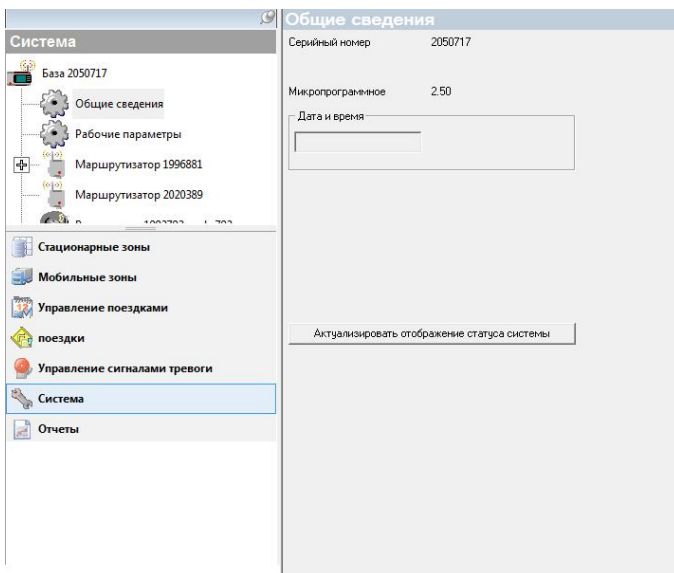 Система
База 2050717
Общие сведения
Рабочие параметры
Маршрутизатор 1996881
Маршрутизатор 2020389
Стационарные зоны
Мобильные зоны
Управление поездками
поездки
Управление сигналами тревоги
Система
Отчеты
Общие сведения
Серийный номер 2050717
Микропрограммное 2.50
Дата и время
Актуализировать отображение статуса системы